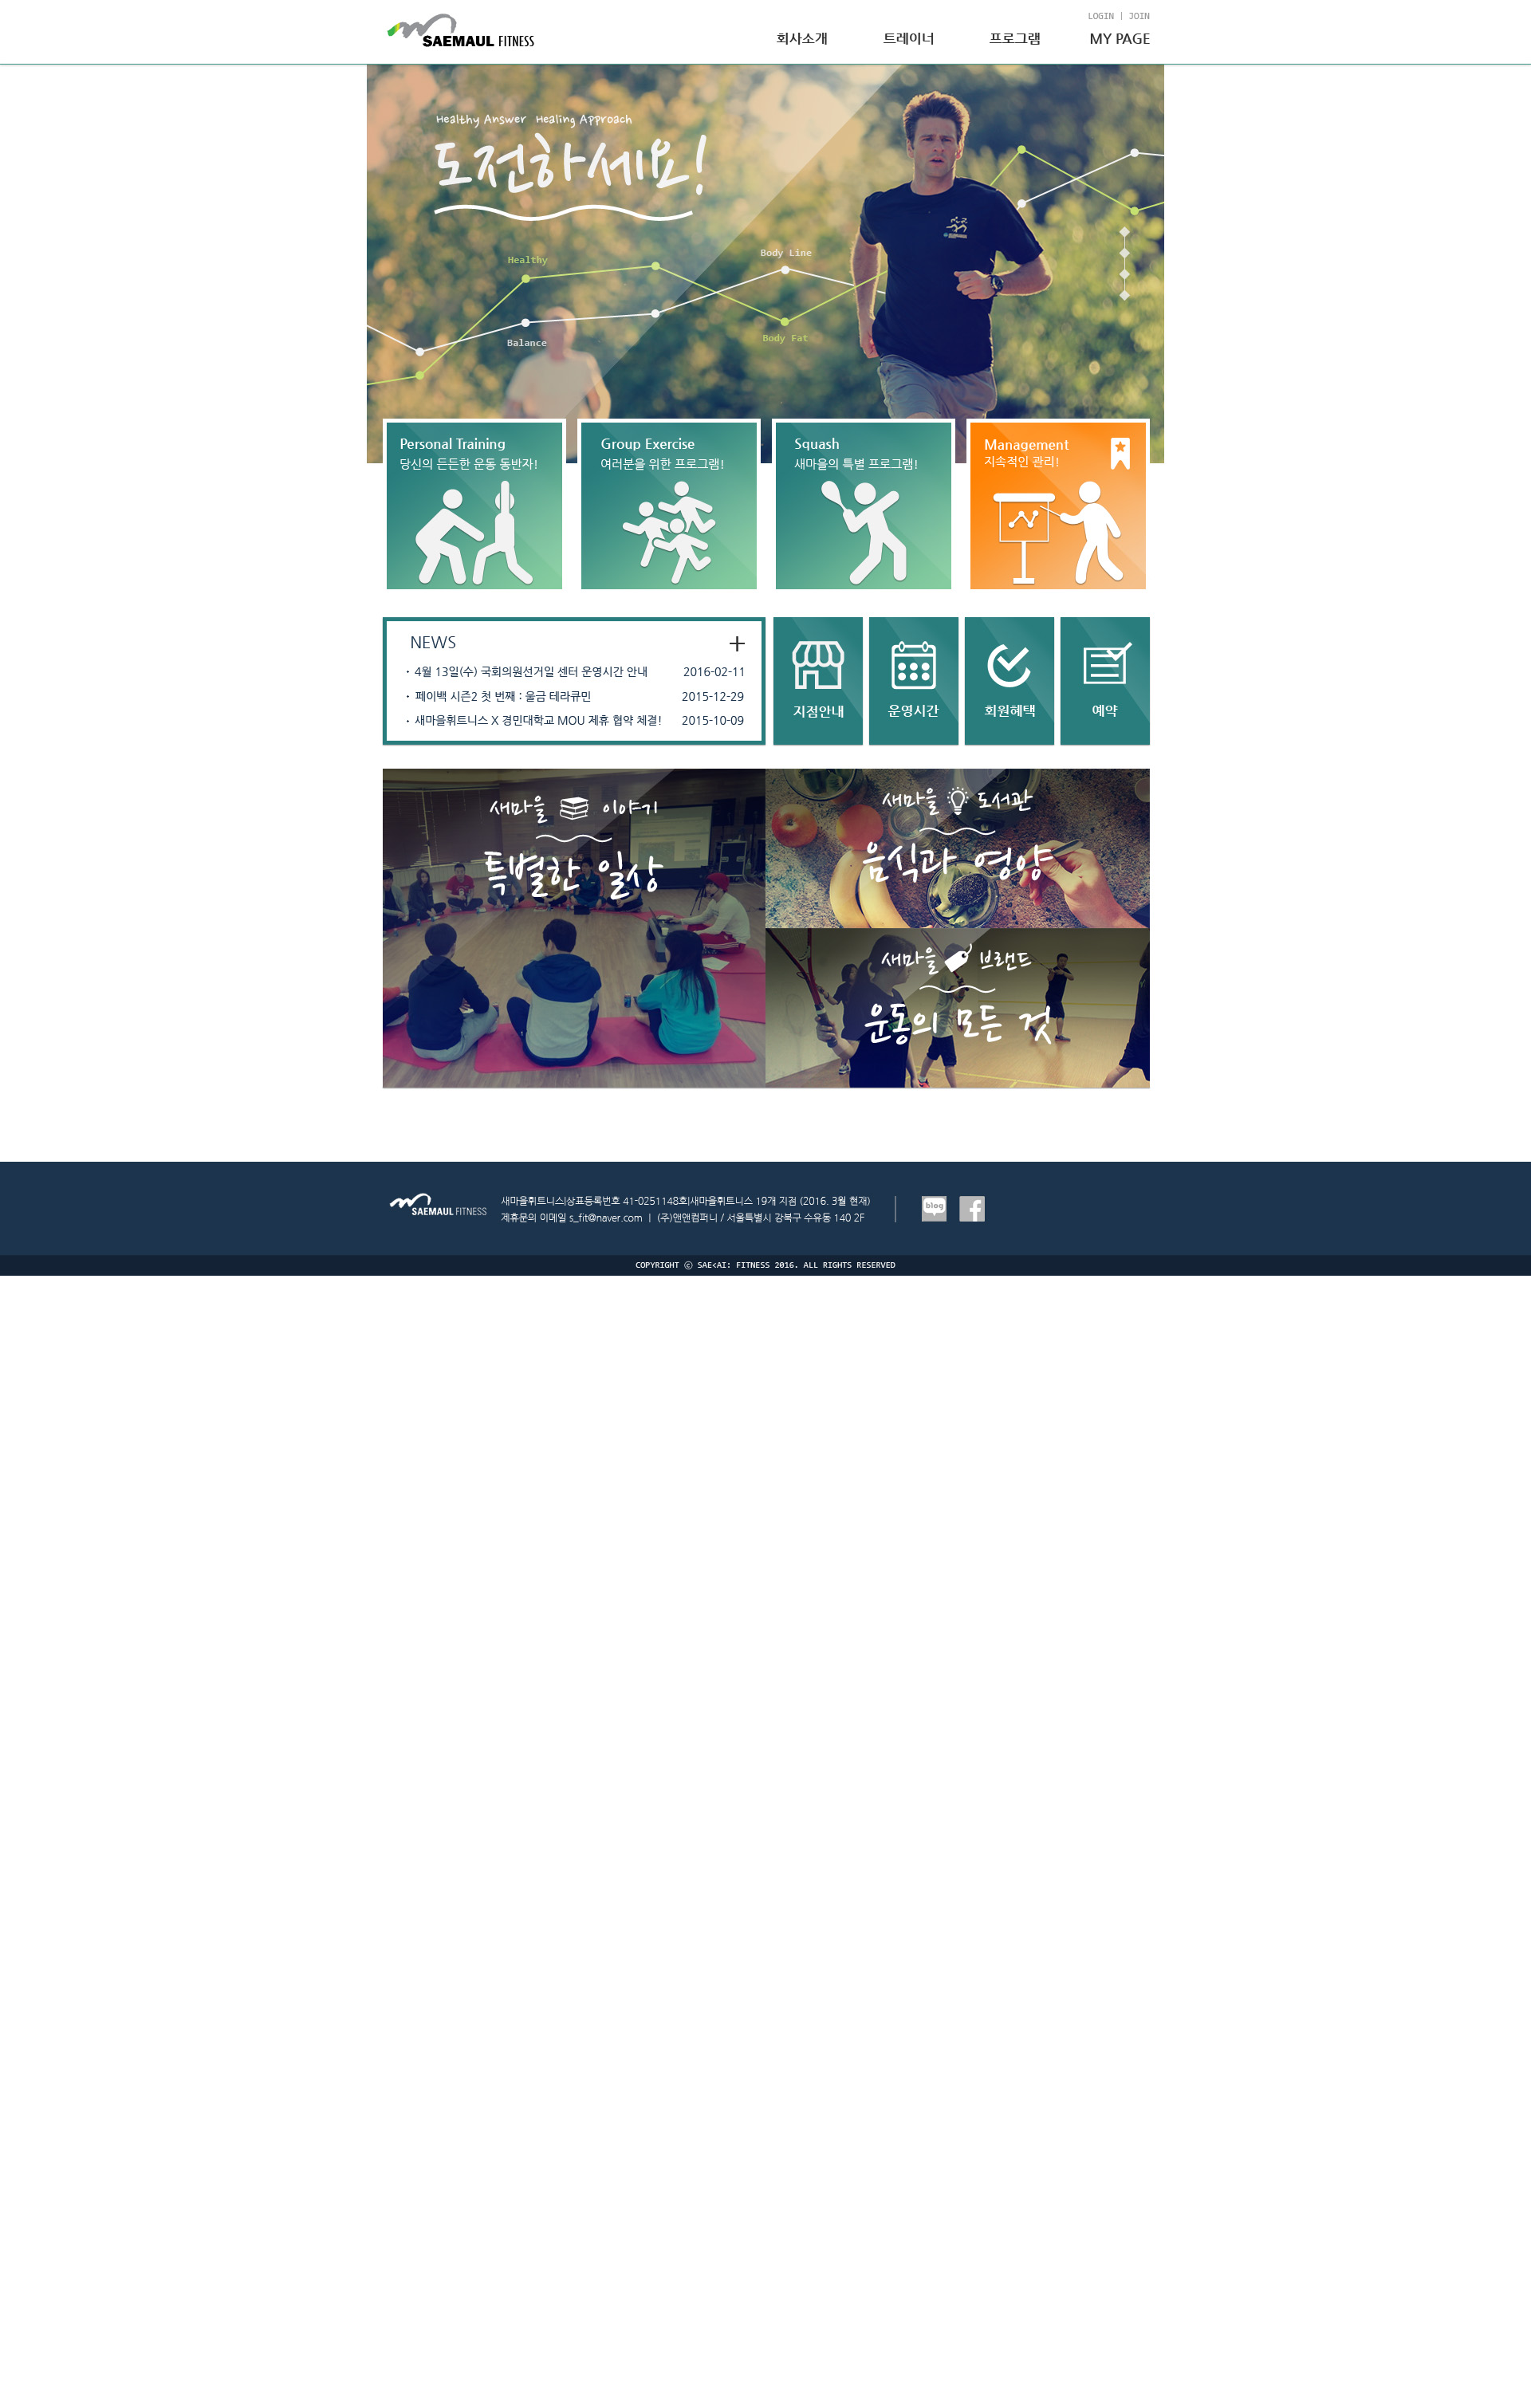 LOGIN | JOIN
SAEMAUL FITNESS
회사소개 트레이너 프로그램 MY PAGE
Healthy Answer Healing Approach
도전하세요!
Healthy
Body Line
Balance
Body Fat
Personal Training
당신의 든든한 운동 동반자!
Group Exercise
여러분을 위한 프로그램!
Squash
새마을의 특별 프로그램!
Management
지속적인 관리!
NEWS
· 4월 13일(수) 국회의원선거일 센터 운영시간 안내 2016-02-11
· 페이백 시즌2 첫 번째 : 울금 테라큐민 2015-12-29
· 새마을휘트니스 X 경민대학교 MOU 제휴 협약 체결! 2015-10-09
지점안내
운영시간
회원혜택
예약
새마을 이야기
특별한 일상
새마을 도서관
음식과 영양
새마을 브랜드
운동의 모든 것
SAEMAUL FITNESS
새마을휘트니스|상표등록번호 41-0251148호|새마을휘트니스 19개 지점 (2016. 3월 현재)
제휴문의 이메일 s_fit@naver.com | (주)앤앤컴퍼니 / 서울특별시 강북구 수유동 140 2F
blog
COPYRIGHT ⓒ SAE<AI: FITNESS 2016. ALL RIGHTS RESERVED